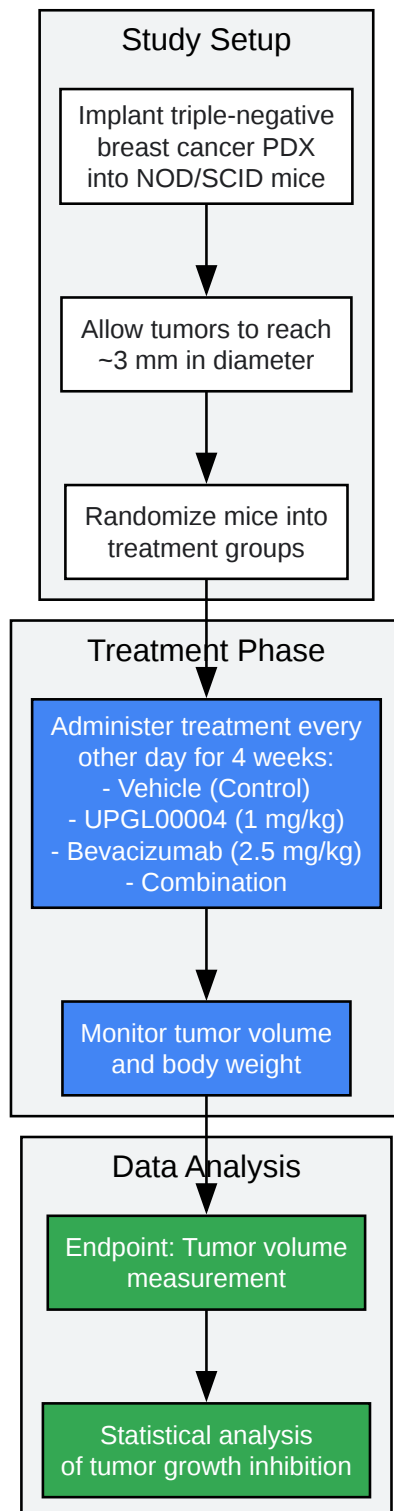 Study Setup
Implant triple-negative
breast cancer PDX
into NOD/SCID mice
Allow tumors to reach
~3 mm in diameter
Randomize mice into
treatment groups
Treatment Phase
Administer treatment every
other day for 4 weeks:
- Vehicle (Control)
- UPGL00004 (1 mg/kg)
- Bevacizumab (2.5 mg/kg)
- Combination
Monitor tumor volume
and body weight
Data Analysis
Endpoint: Tumor volume
measurement
Statistical analysis
of tumor growth inhibition